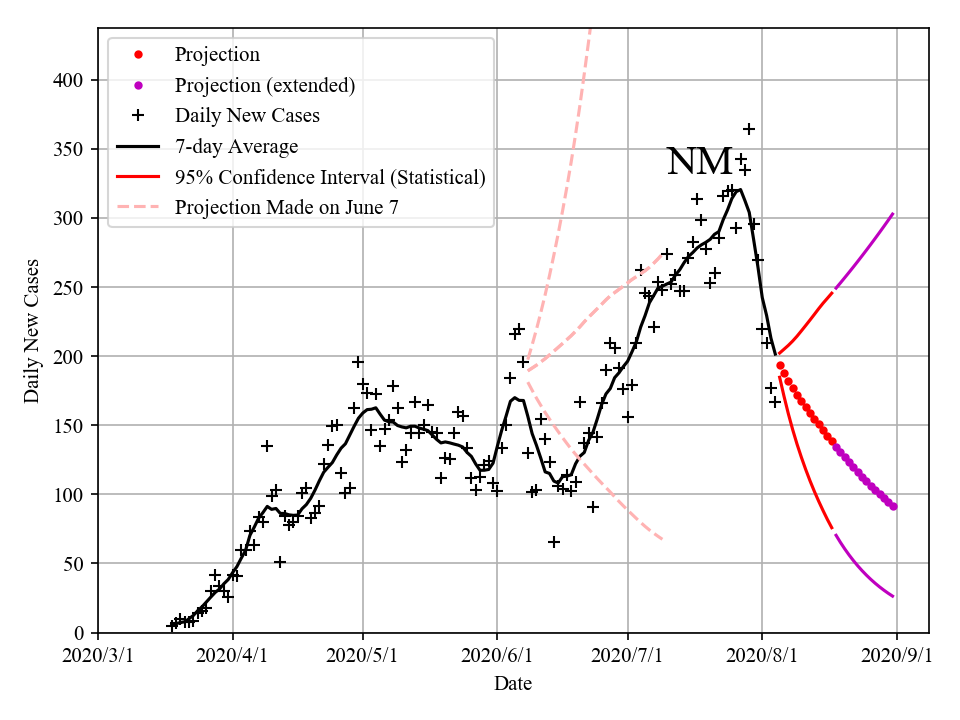 Projection
Projection (extended)
Daily New Cases
7-day Average
95% Confidence Interval (Statistical)
Projection Made on June 7
NM
400
350
300
250
200
150
100
50
0
Daily New Cases
2020/3/1 2020/4/1 2020/5/1 2020/6/1 2020/7/1 2020/8/1 2020/9/1
Date